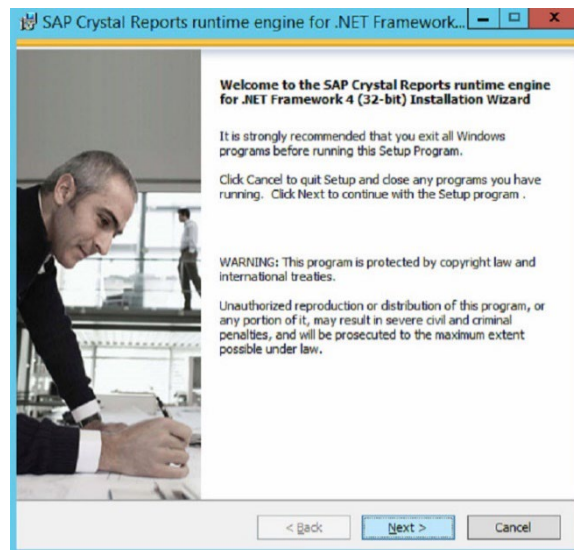 SAP Crystal Reports runtime engine for .NET Framework...
Welcome to the SAP Crystal Reports runtime engine
for .NET Framework 4 (32-bit) Installation Wizard
It is strongly recommended that you exit all Windows
programs before running this Setup Program.
Click Cancel to quit Setup and close any programs you have
running. Click Next to continue with the Setup program .
WARNING: This program is protected by copyright law and
international treaties.
Unauthorized reproduction or distribution of this program, or
any portion of it, may result in severe civil and criminal
penalties, and will be prosecuted to the maximum extent
possible under law.
< Back Next > Cancel